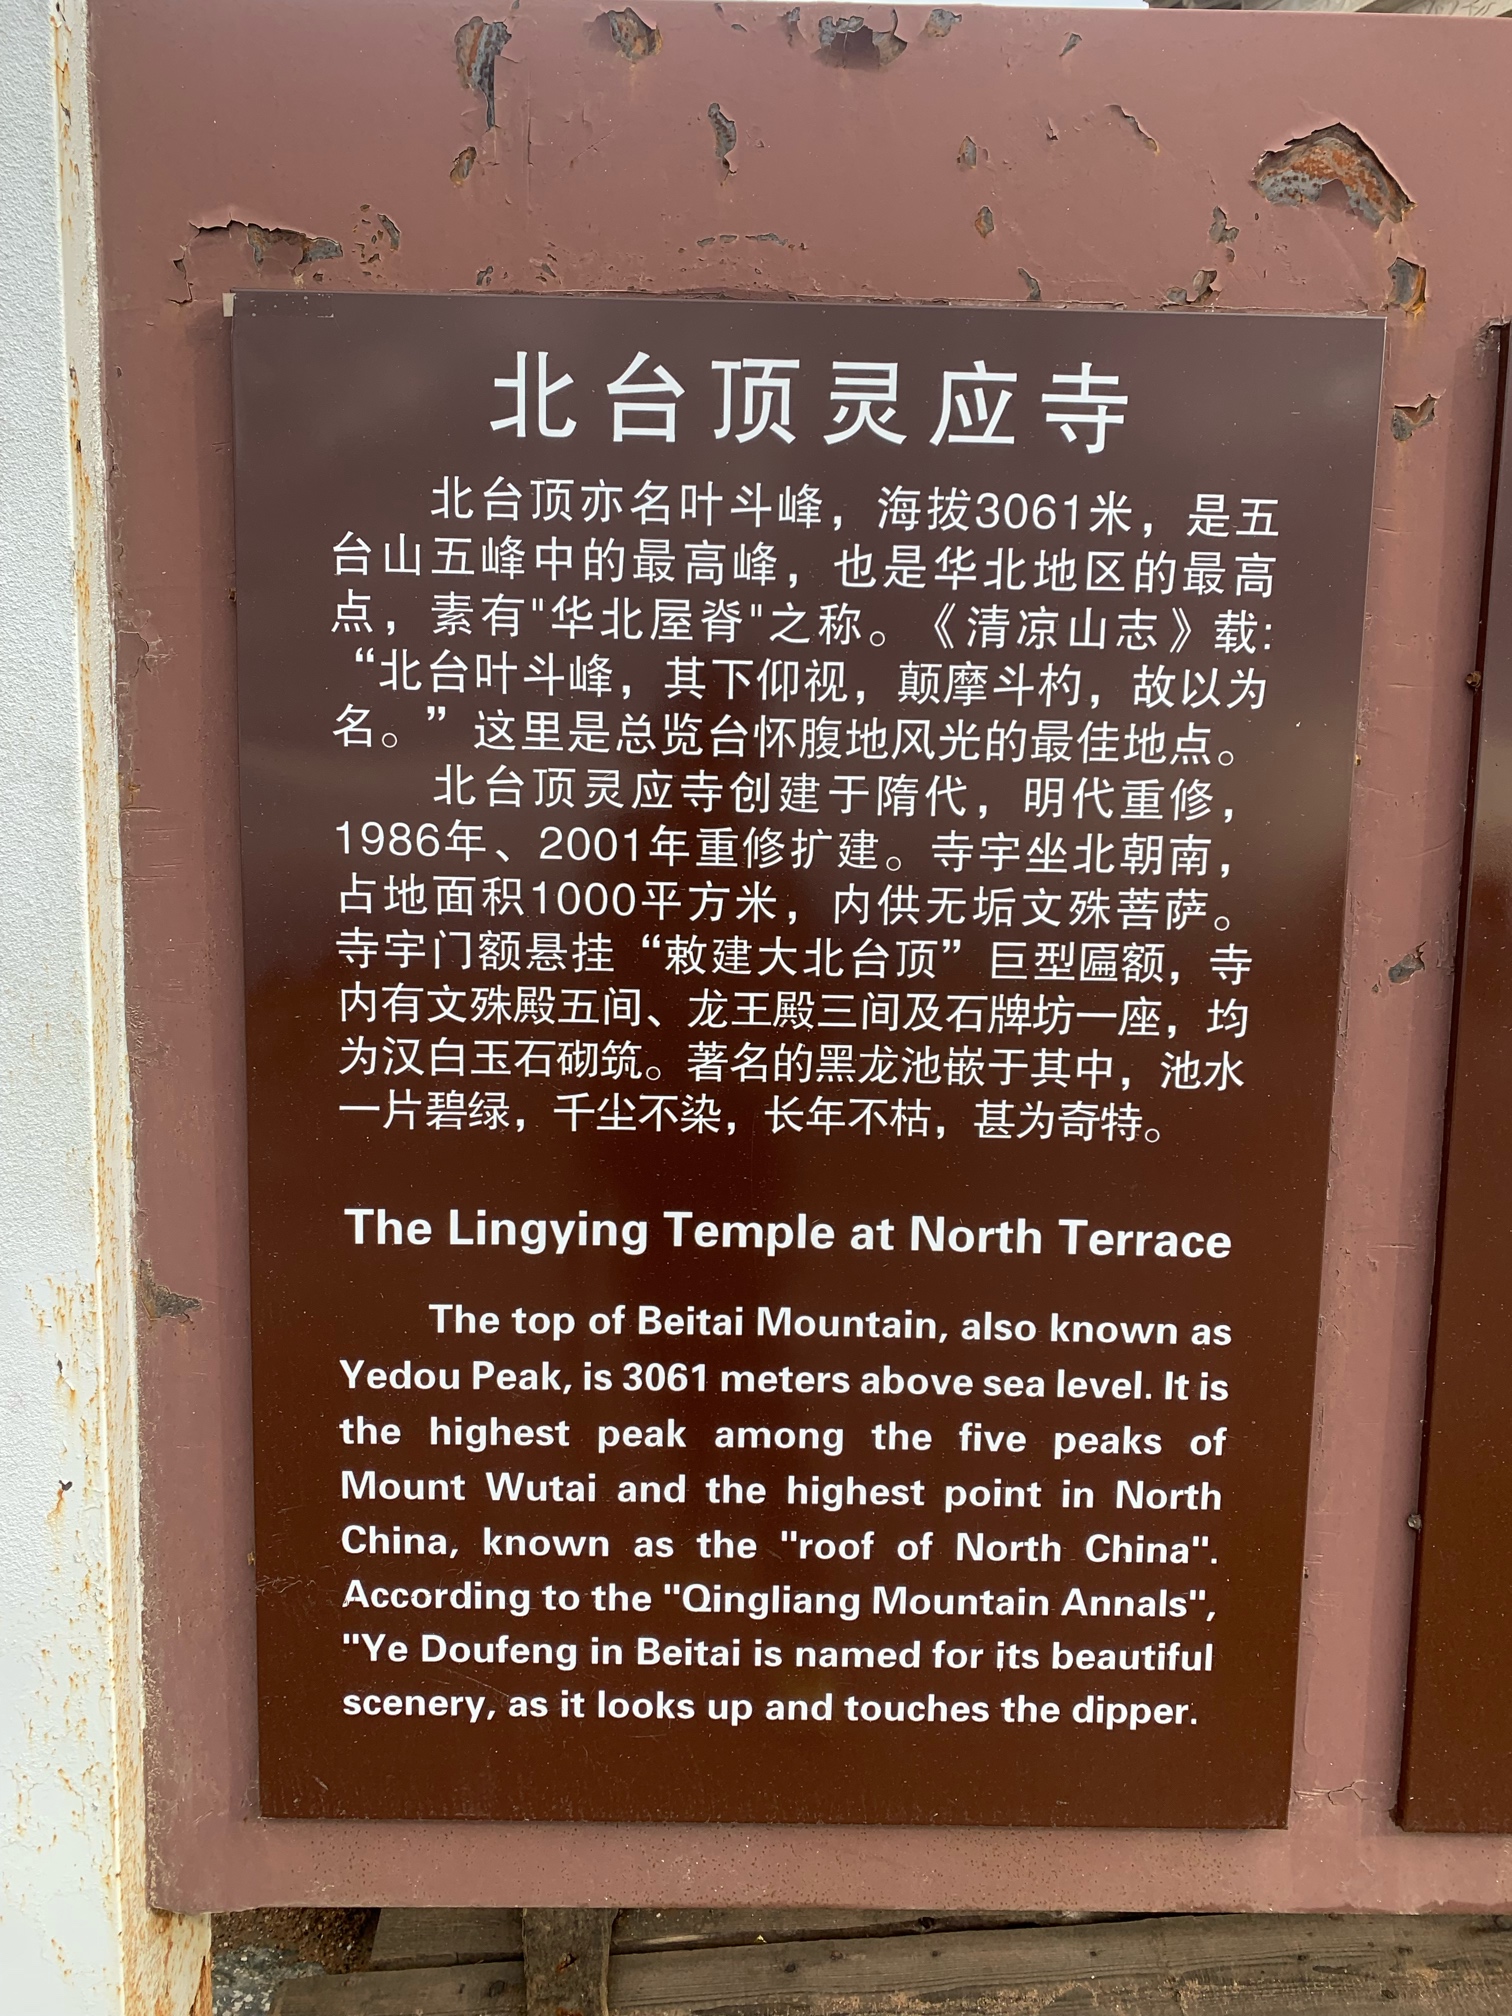 北台顶灵应寺
北台顶亦名叶斗峰，海拔3061米，是五
台山五峰中的最高峰，也是华北地区的最高
点，素有"华北屋脊"之称。《清凉山志》载:
“北台叶斗峰，其下仰视，颠摩斗杓，故以为
名。”这里是总览台怀腹地风光的最佳地点。
北台顶灵应寺创建于隋代，明代重修，
1986年、2001年重修扩建。寺宇坐北朝南，
占地面积1000平方米，内供无垢文殊菩萨。
寺宇门额悬挂“敕建大北台顶”巨型匾额，寺
内有文殊殿五间、龙王殿三间及石牌坊一座，均
为汉白玉石砌筑。著名的黑龙池嵌于其中，池水
一片碧绿，千尘不染，长年不枯，甚为奇特。
The Lingying Temple at North Terrace
The top of Beitai Mountain, also known as
Yedou Peak, is 3061 meters above sea level. It is
the highest peak among the five peaks of
Mount Wutai and the highest point in North
China, known as the "roof of North China".
According to the "Qingliang Mountain Annals",
"Ye Doufeng in Beitai is named for its beautiful
scenery, as it looks up and touches the dipper.